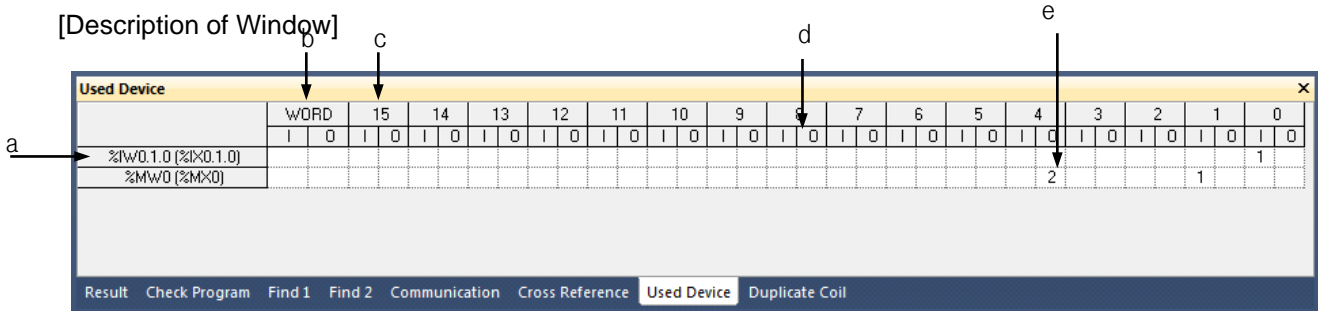 [Description of Window]
b c d e
Used Device ×
WORD 15 14 13 12 11 10 9 8 7 6 5 4 3 2 1 0
I O I O I O I O I O I O I O I O I O I O I O I O I O I O I O I O I O
a
%IW0.1.0 (%IX0.1.0) 1
%MW0 (%MX0) 2 1
Result Check Program Find 1 Find 2 Communication Cross Reference Used Device Duplicate Coil